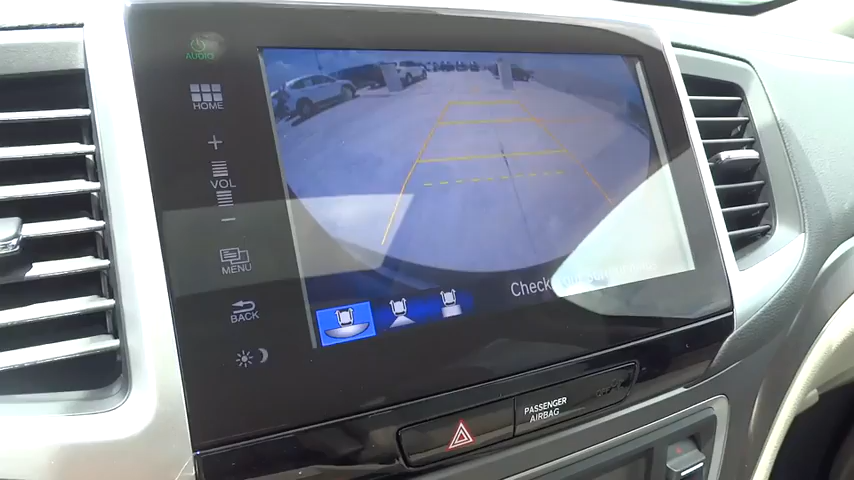 AUDIO
HOME
+
VOL
−
MENU
BACK
Check
PASSENGER
AIRBAG